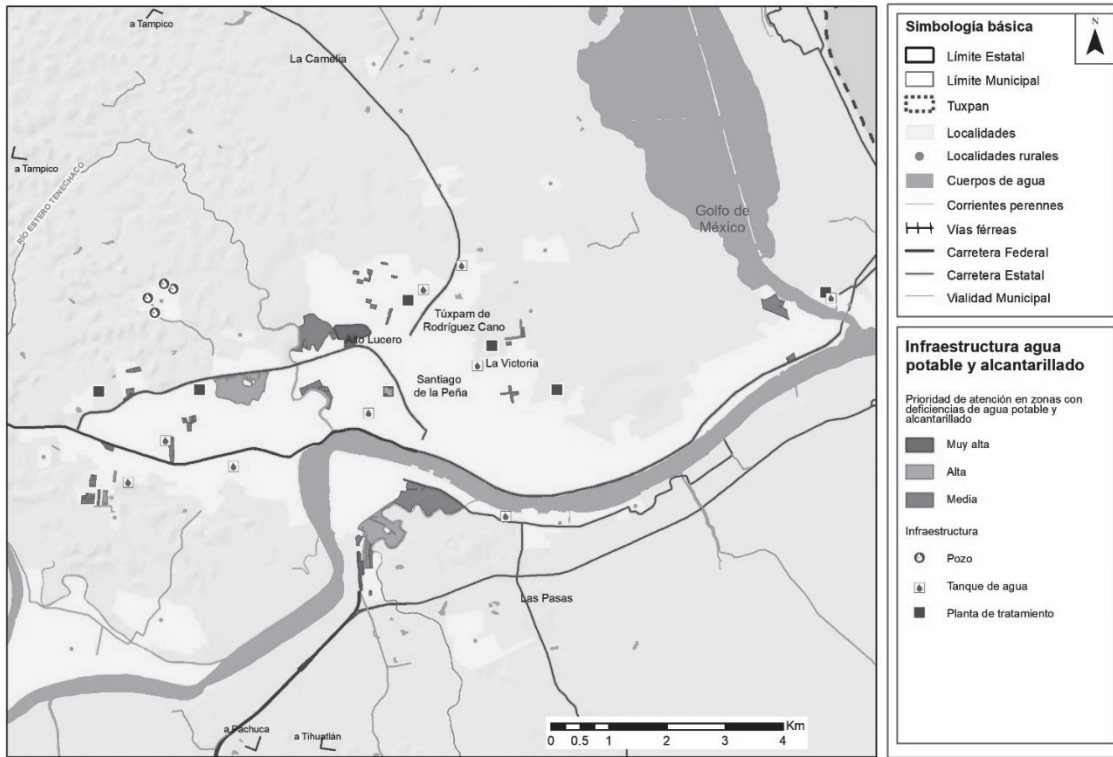 a Tampico
La Camelia
a Tampico
RÍO ESTERO TENECHACO
Golfo de
México
Túxpam de
Rodríguez Cano
Alto Lucero
La Victoria
Santiago
de la Peña
Las Pasas
a Pachuca
a Tihuatlán
Km
0 0.5 1 2 3 4
Simbología básica
N
Límite Estatal
Límite Municipal
Tuxpan
Localidades
Localidades rurales
Cuerpos de agua
Corrientes perennes
Vías férreas
Carretera Federal
Carretera Estatal
Vialidad Municipal
Infraestructura agua
potable y alcantarillado
Prioridad de atención en zonas con
deficiencias de agua potable y
alcantarillado
Muy alta
Alta
Media
Infraestructura
Pozo
Tanque de agua
Planta de tratamiento